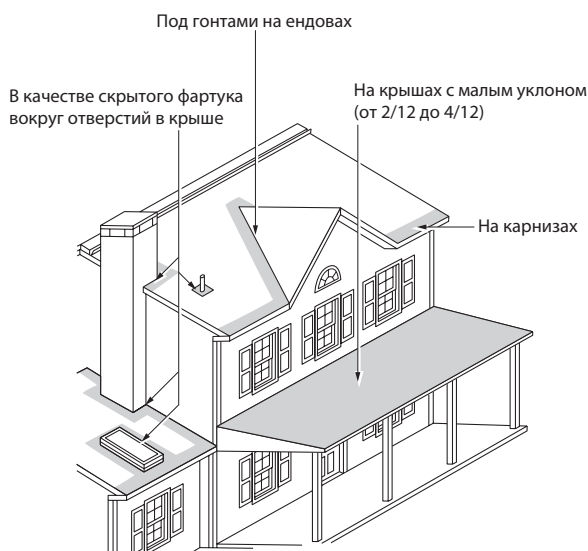 Под гонтами на ендовах
В качестве скрытого фартука
вокруг отверстий в крыше
На крышах с малым уклоном
(от 2/12 до 4/12)
На карнизах